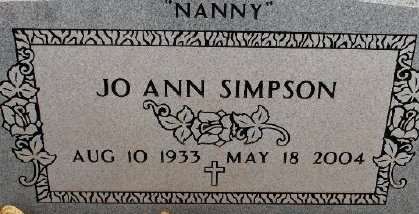 "NANNY"
JO ANN SIMPSON
AUG 10 1933 MAY 18 2004